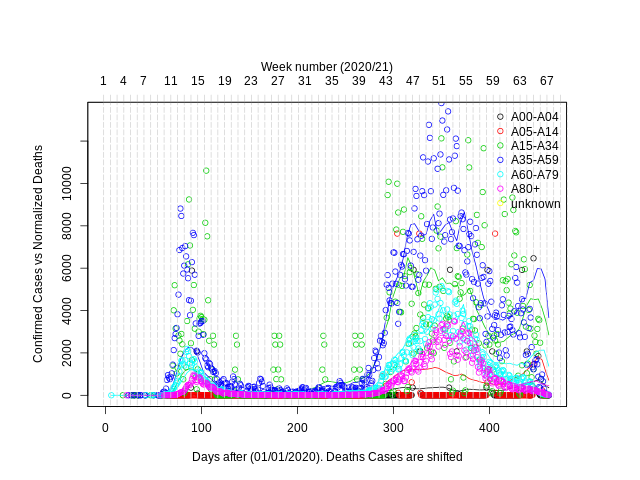 Week number (2020/21)
1 4 7 11 15 19 23 27 31 35 39 43 47 51 55 59 63 67
A00-A04
A05-A14
A15-A34
A35-A59
A60-A79
A80+
unknown
Confirmed Cases vs Normalized Deaths
0 2000 4000 6000 8000 10000
0 100 200 300 400
Days after (01/01/2020). Deaths Cases are shifted